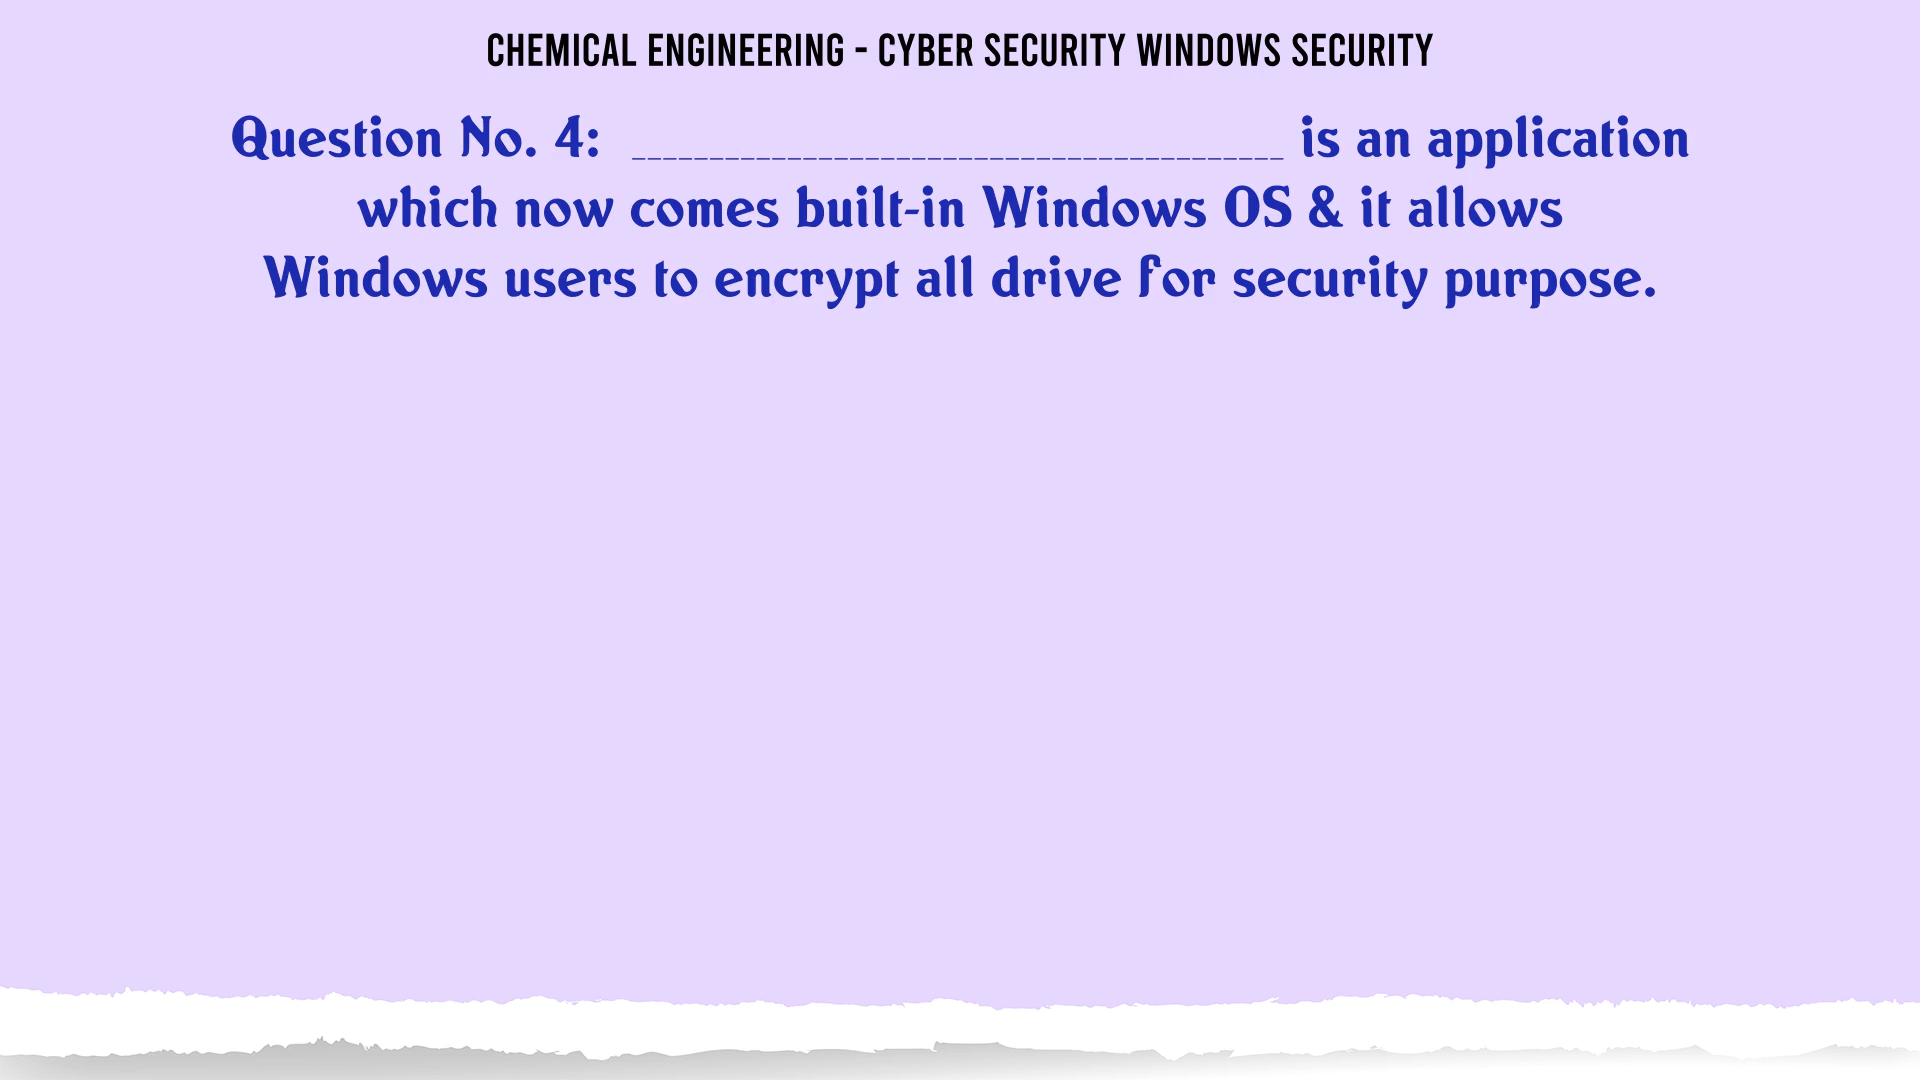 CHEMICAL ENGINEERING - CYBER SECURITY WINDOWS SECURITY
Question No. 4: __________________________________________ is an application
which now comes built-in Windows OS & it allows
Windows users to encrypt all drive for security purpose.